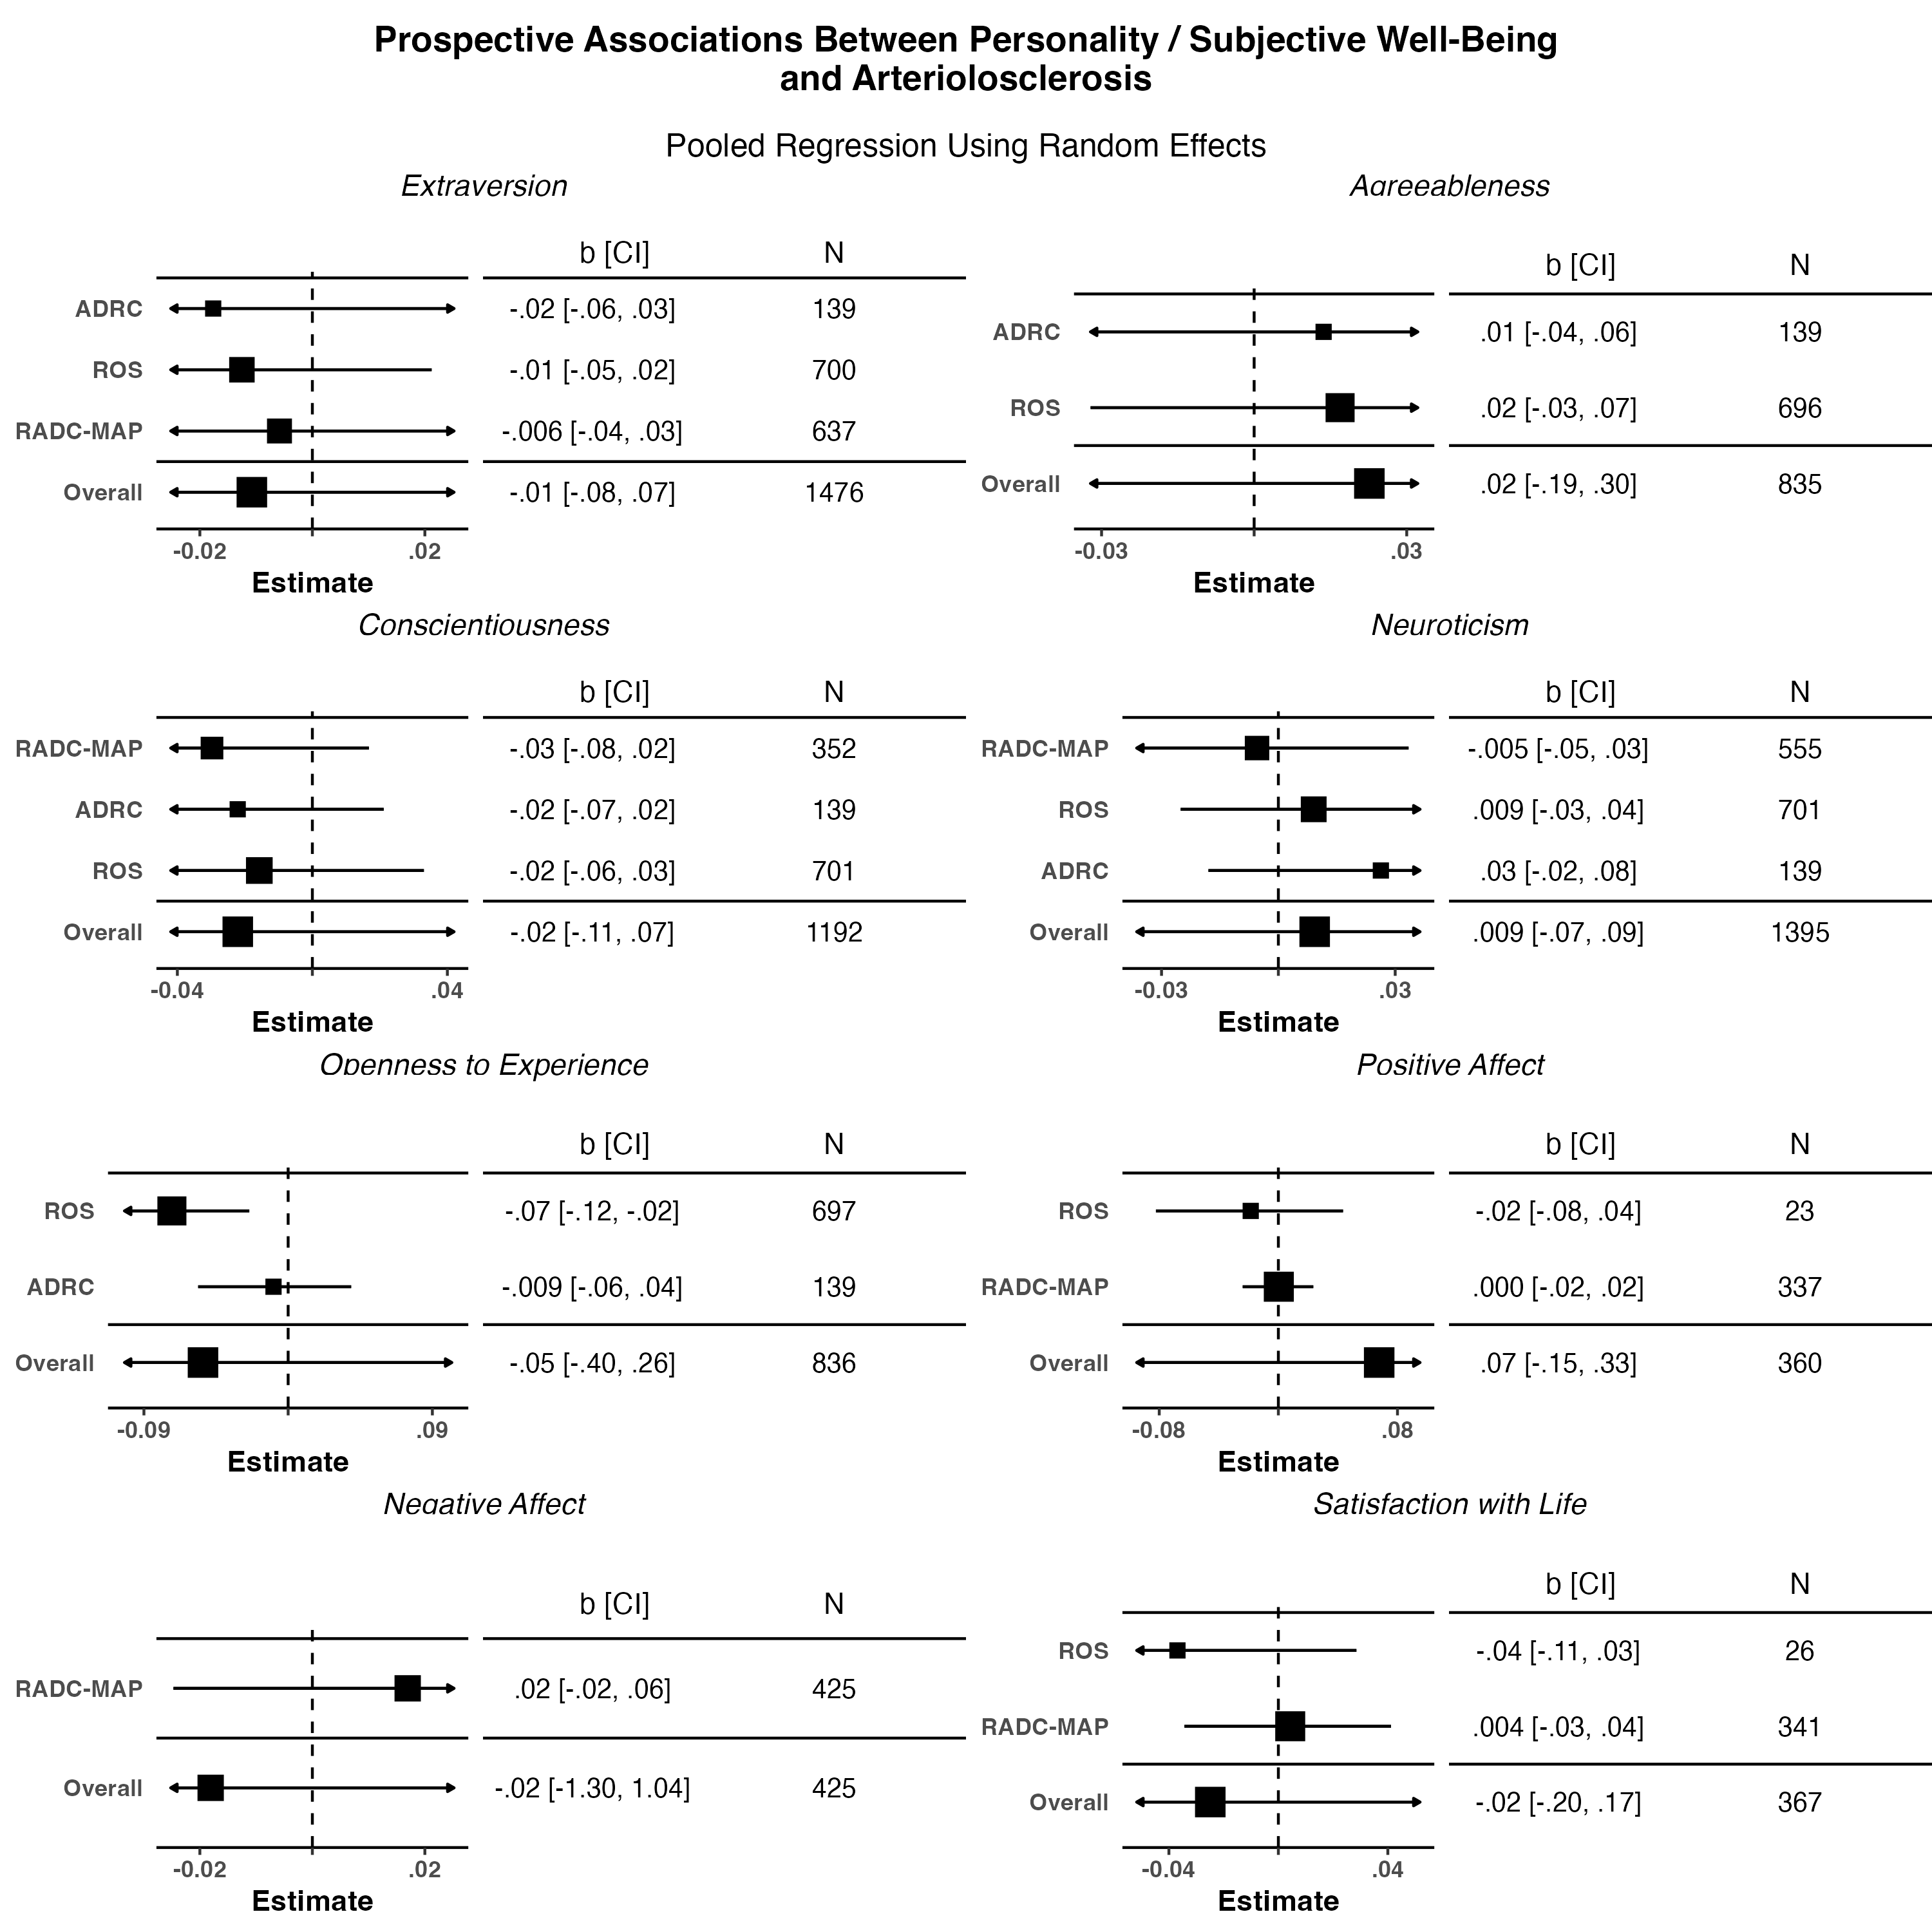 Prospective Associations Between Personality / Subjective Well-Being
and Arteriolosclerosis
Pooled Regression Using Random Effects
Extraversion
b [CI] N
ADRC -.02 [-.06, .03] 139
ROS -.01 [-.05, .02] 700
RADC-MAP -.006 [-.04, .03] 637
Overall -.01 [-.08, .07] 1476
-0.02 .02
Estimate
Agreeableness
b [CI] N
ADRC .01 [-.04, .06] 139
ROS .02 [-.03, .07] 696
Overall .02 [-.19, .30] 835
-0.03 .03
Estimate
Conscientiousness
b [CI] N
RADC-MAP -.03 [-.08, .02] 352
ADRC -.02 [-.07, .02] 139
ROS -.02 [-.06, .03] 701
Overall -.02 [-.11, .07] 1192
-0.04 .04
Estimate
Neuroticism
b [CI] N
RADC-MAP -.005 [-.05, .03] 555
ROS .009 [-.03, .04] 701
ADRC .03 [-.02, .08] 139
Overall .009 [-.07, .09] 1395
-0.03 .03
Estimate
Openness to Experience
b [CI] N
ROS -.07 [-.12, -.02] 697
ADRC -.009 [-.06, .04] 139
Overall -.05 [-.40, .26] 836
-0.09 .09
Estimate
Positive Affect
b [CI] N
ROS -.02 [-.08, .04] 23
RADC-MAP .000 [-.02, .02] 337
Overall .07 [-.15, .33] 360
-0.08 .08
Estimate
Negative Affect
b [CI] N
RADC-MAP .02 [-.02, .06] 425
Overall -.02 [-1.30, 1.04] 425
-0.02 .02
Estimate
Satisfaction with Life
b [CI] N
ROS -.04 [-.11, .03] 26
RADC-MAP .004 [-.03, .04] 341
Overall -.02 [-.20, .17] 367
-0.04 .04
Estimate